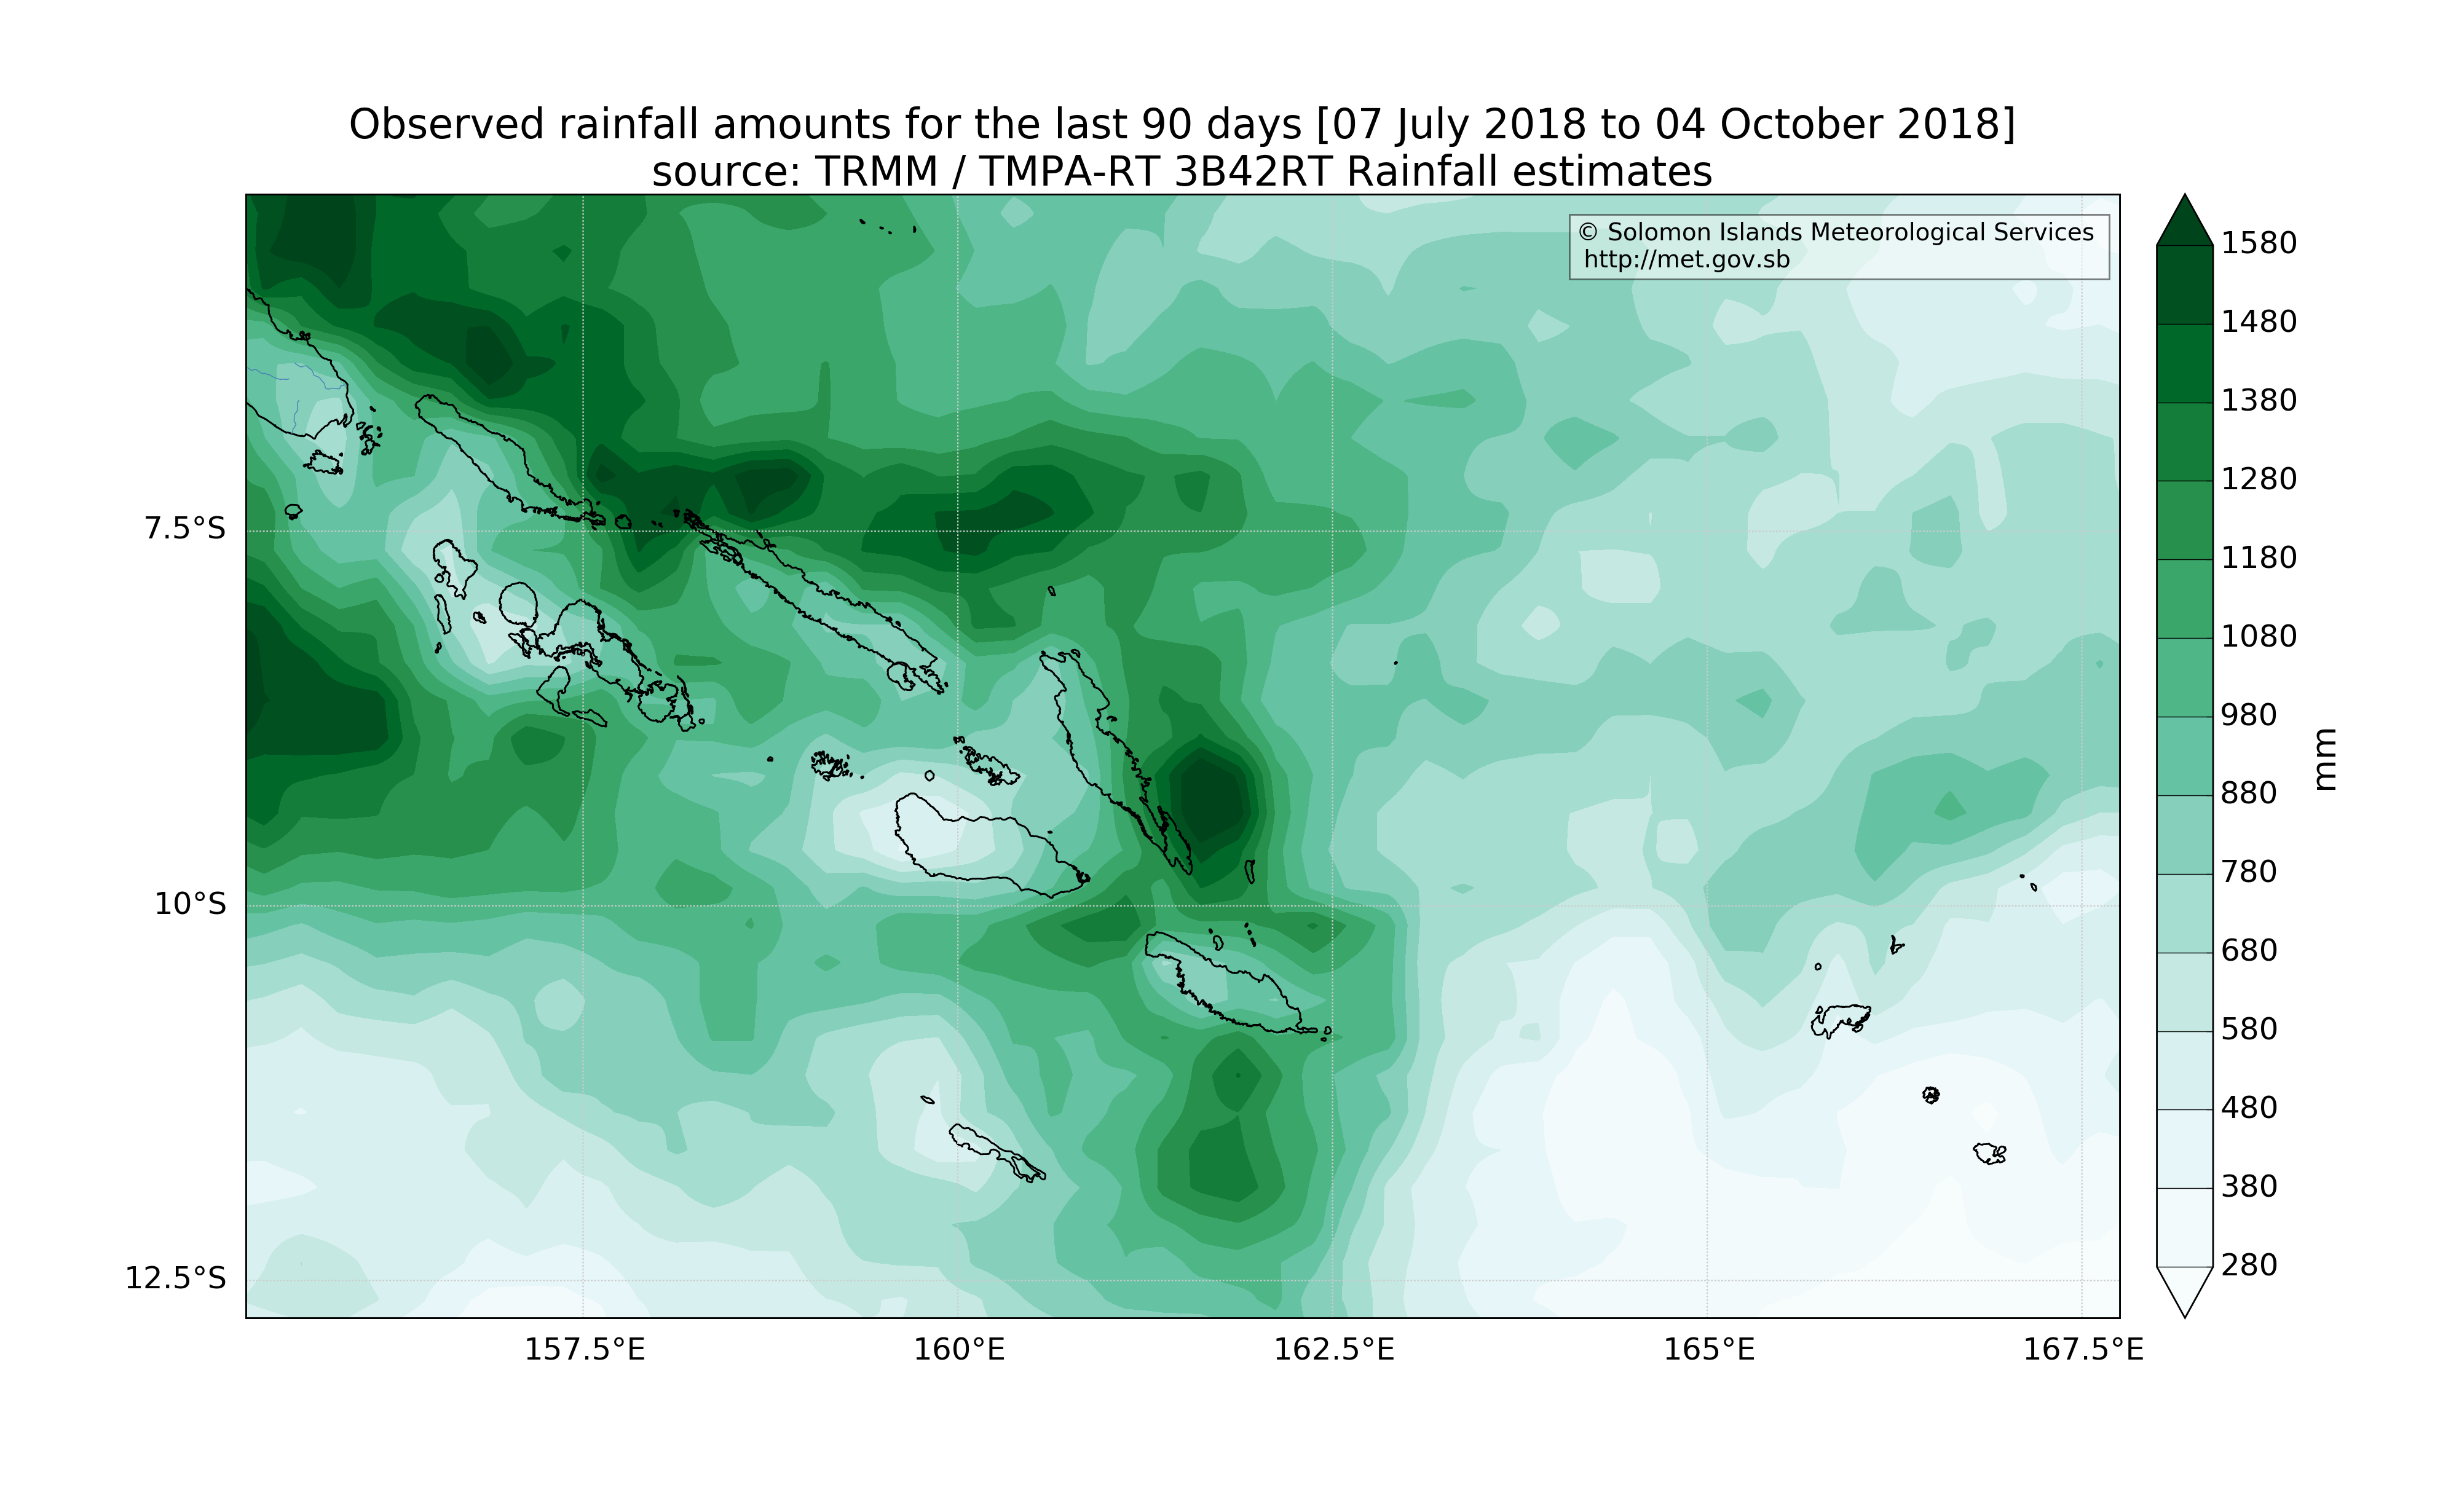 Observed rainfall amounts for the last 90 days [07 July 2018 to 04 October 2018]
source: TRMM / TMPA-RT 3B42RT Rainfall estimates
© Solomon Islands Meteorological Services
http://met.gov.sb
7.5°S
10°S
12.5°S
157.5°E
160°E
162.5°E
165°E
167.5°E
1580
1480
1380
1280
1180
1080
980
880
780
680
580
480
380
280
mm